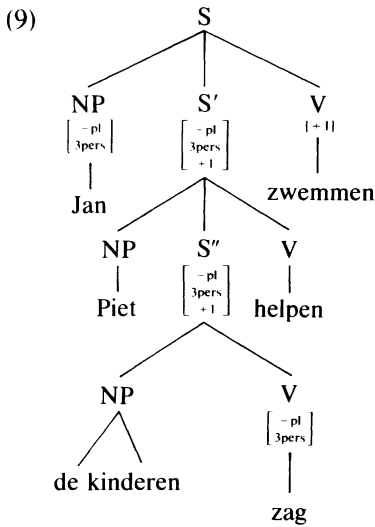 (9) S
NP S′ V
[-pl 3pers] [-pl 3pers +1] [+1]
Jan zwemmen
NP S″ V
Piet [-pl 3pers +1] helpen
NP V
[-pl 3pers]
de kinderen
zag